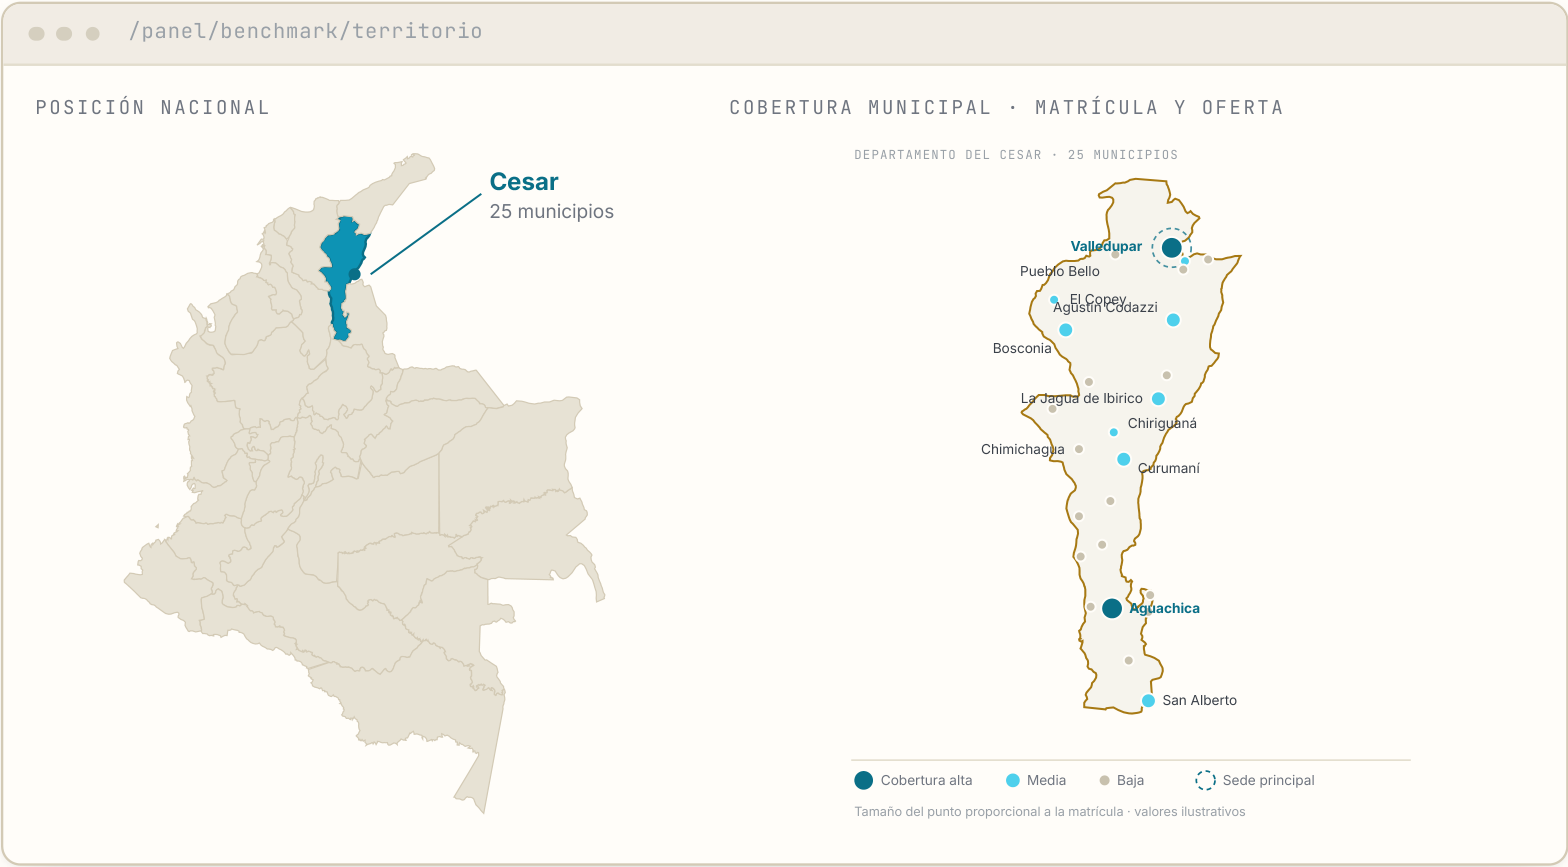 /panel/benchmark/territorio
POSICIÓN NACIONAL
Cesar
25 municipios
COBERTURA MUNICIPAL · MATRÍCULA Y OFERTA
DEPARTAMENTO DEL CESAR · 25 MUNICIPIOS
Valledupar
Pueblo Bello
El Copey
Agustín Codazzi
Bosconia
La Jagua de Ibirico
Chiriguaná
Chimichagua
Curumaní
Aguachica
San Alberto
Cobertura alta
Media
Baja
Sede principal
Tamaño del punto proporcional a la matrícula · valores ilustrativos